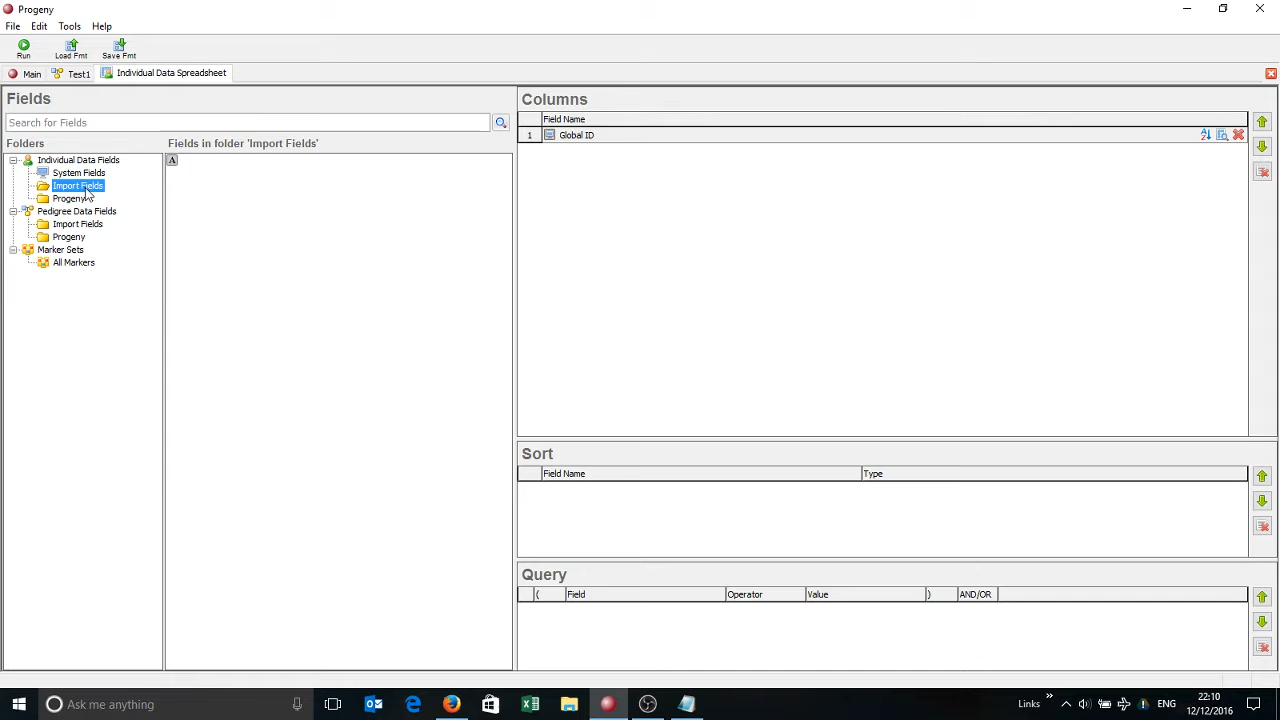 Progeny
File Edit Tools Help
Run Load Fmt Save Fmt
Main Test1 Individual Data Spreadsheet
Fields
Search for Fields
Folders
Individual Data Fields
System Fields
Import Fields
Progeny
Pedigree Data Fields
Import Fields
Progeny
Marker Sets
All Markers
Fields in folder 'Import Fields'
A
Columns
Field Name
1 Global ID
Sort
Field Name Type
Query
( Field Operator Value ) AND/OR
Ask me anything
Links
ENG
22:10
12/12/2016